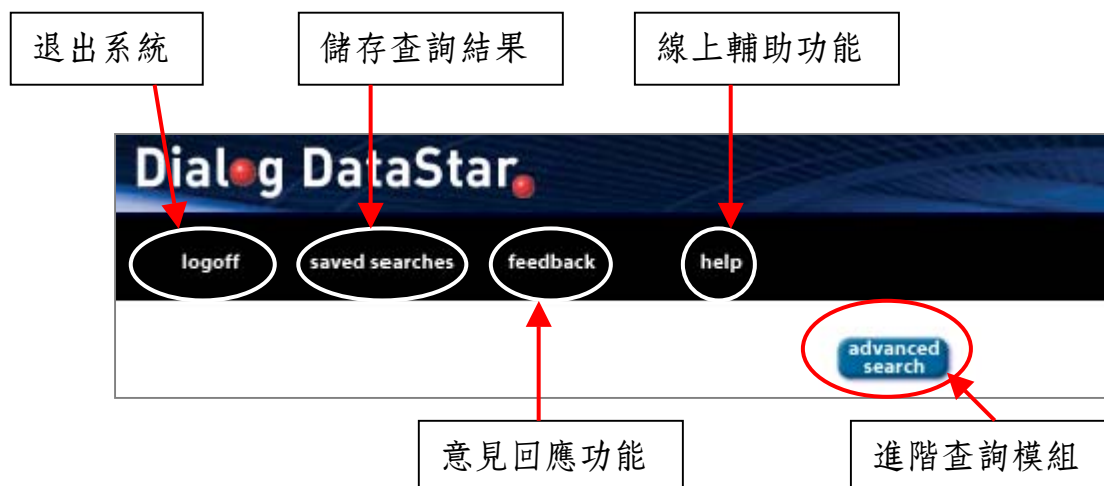 退出系統
儲存查詢結果
線上輔助功能
Dialog DataStar
logoff
saved searches
feedback
help
advanced
search
意見回應功能
進階查詢模組